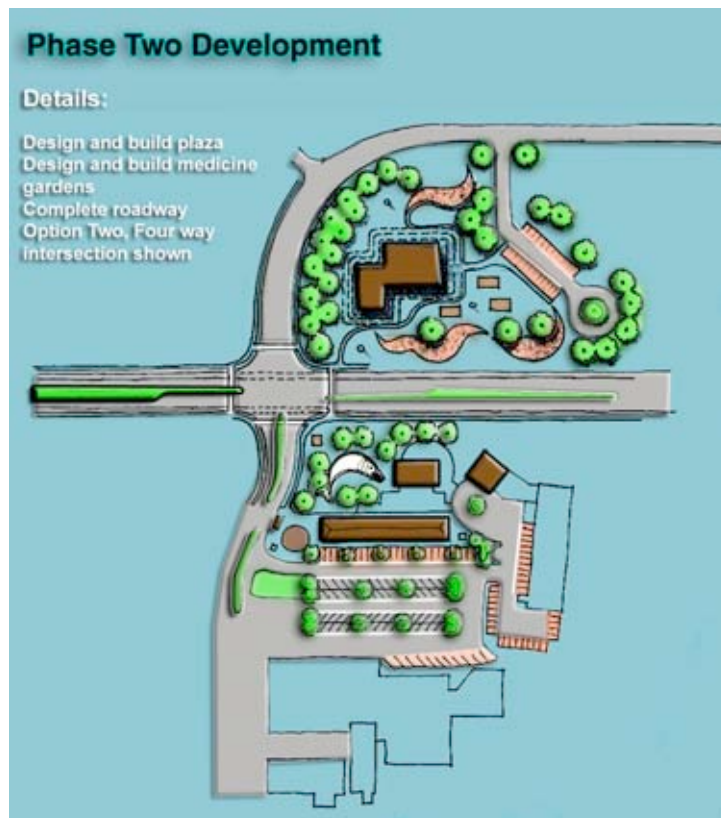 Phase Two Development
Details:
Design and build plaza
Design and build medicine
gardens
Complete roadway
Option Two, Four way
intersection shown